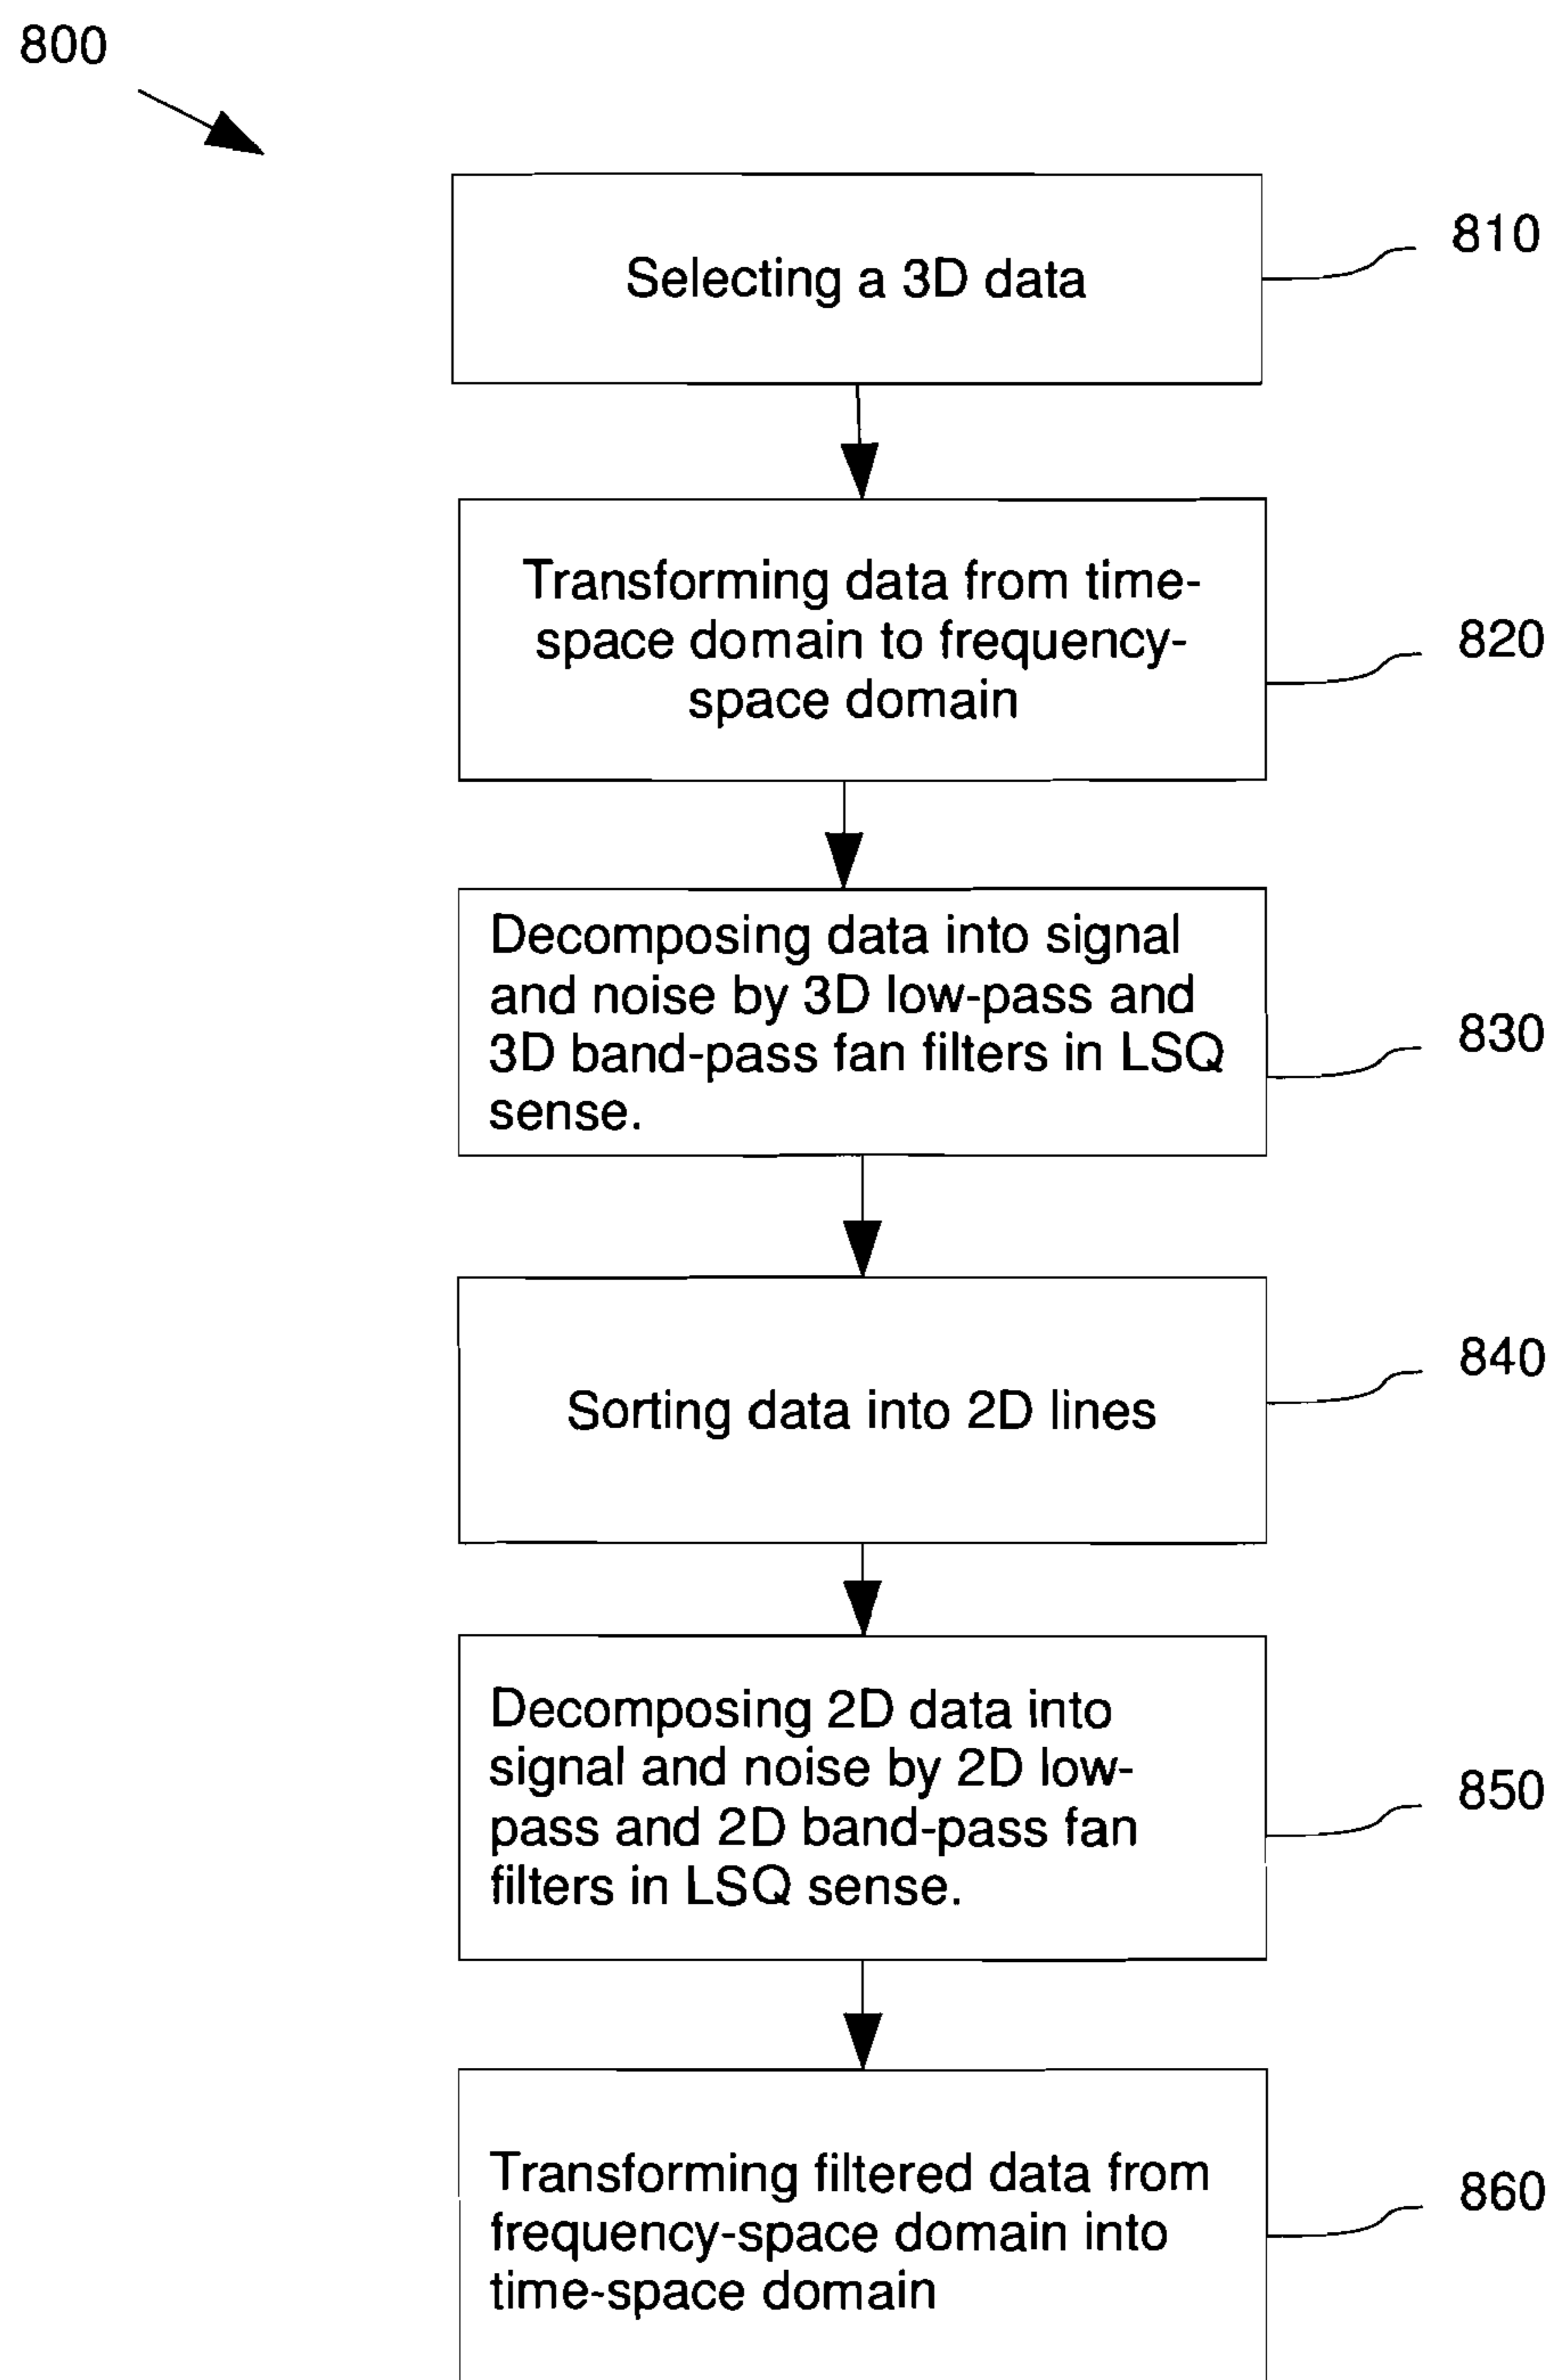 800
Selecting a 3D data
810
Transforming data from time-
space domain to frequency-
space domain
820
Decomposing data into signal
and noise by 3D low-pass and
3D band-pass fan filters in LSQ
sense.
830
Sorting data into 2D lines
840
Decomposing 2D data into
signal and noise by 2D low-
pass and 2D band-pass fan
filters in LSQ sense.
850
Transforming filtered data from
frequency-space domain into
time-space domain
860